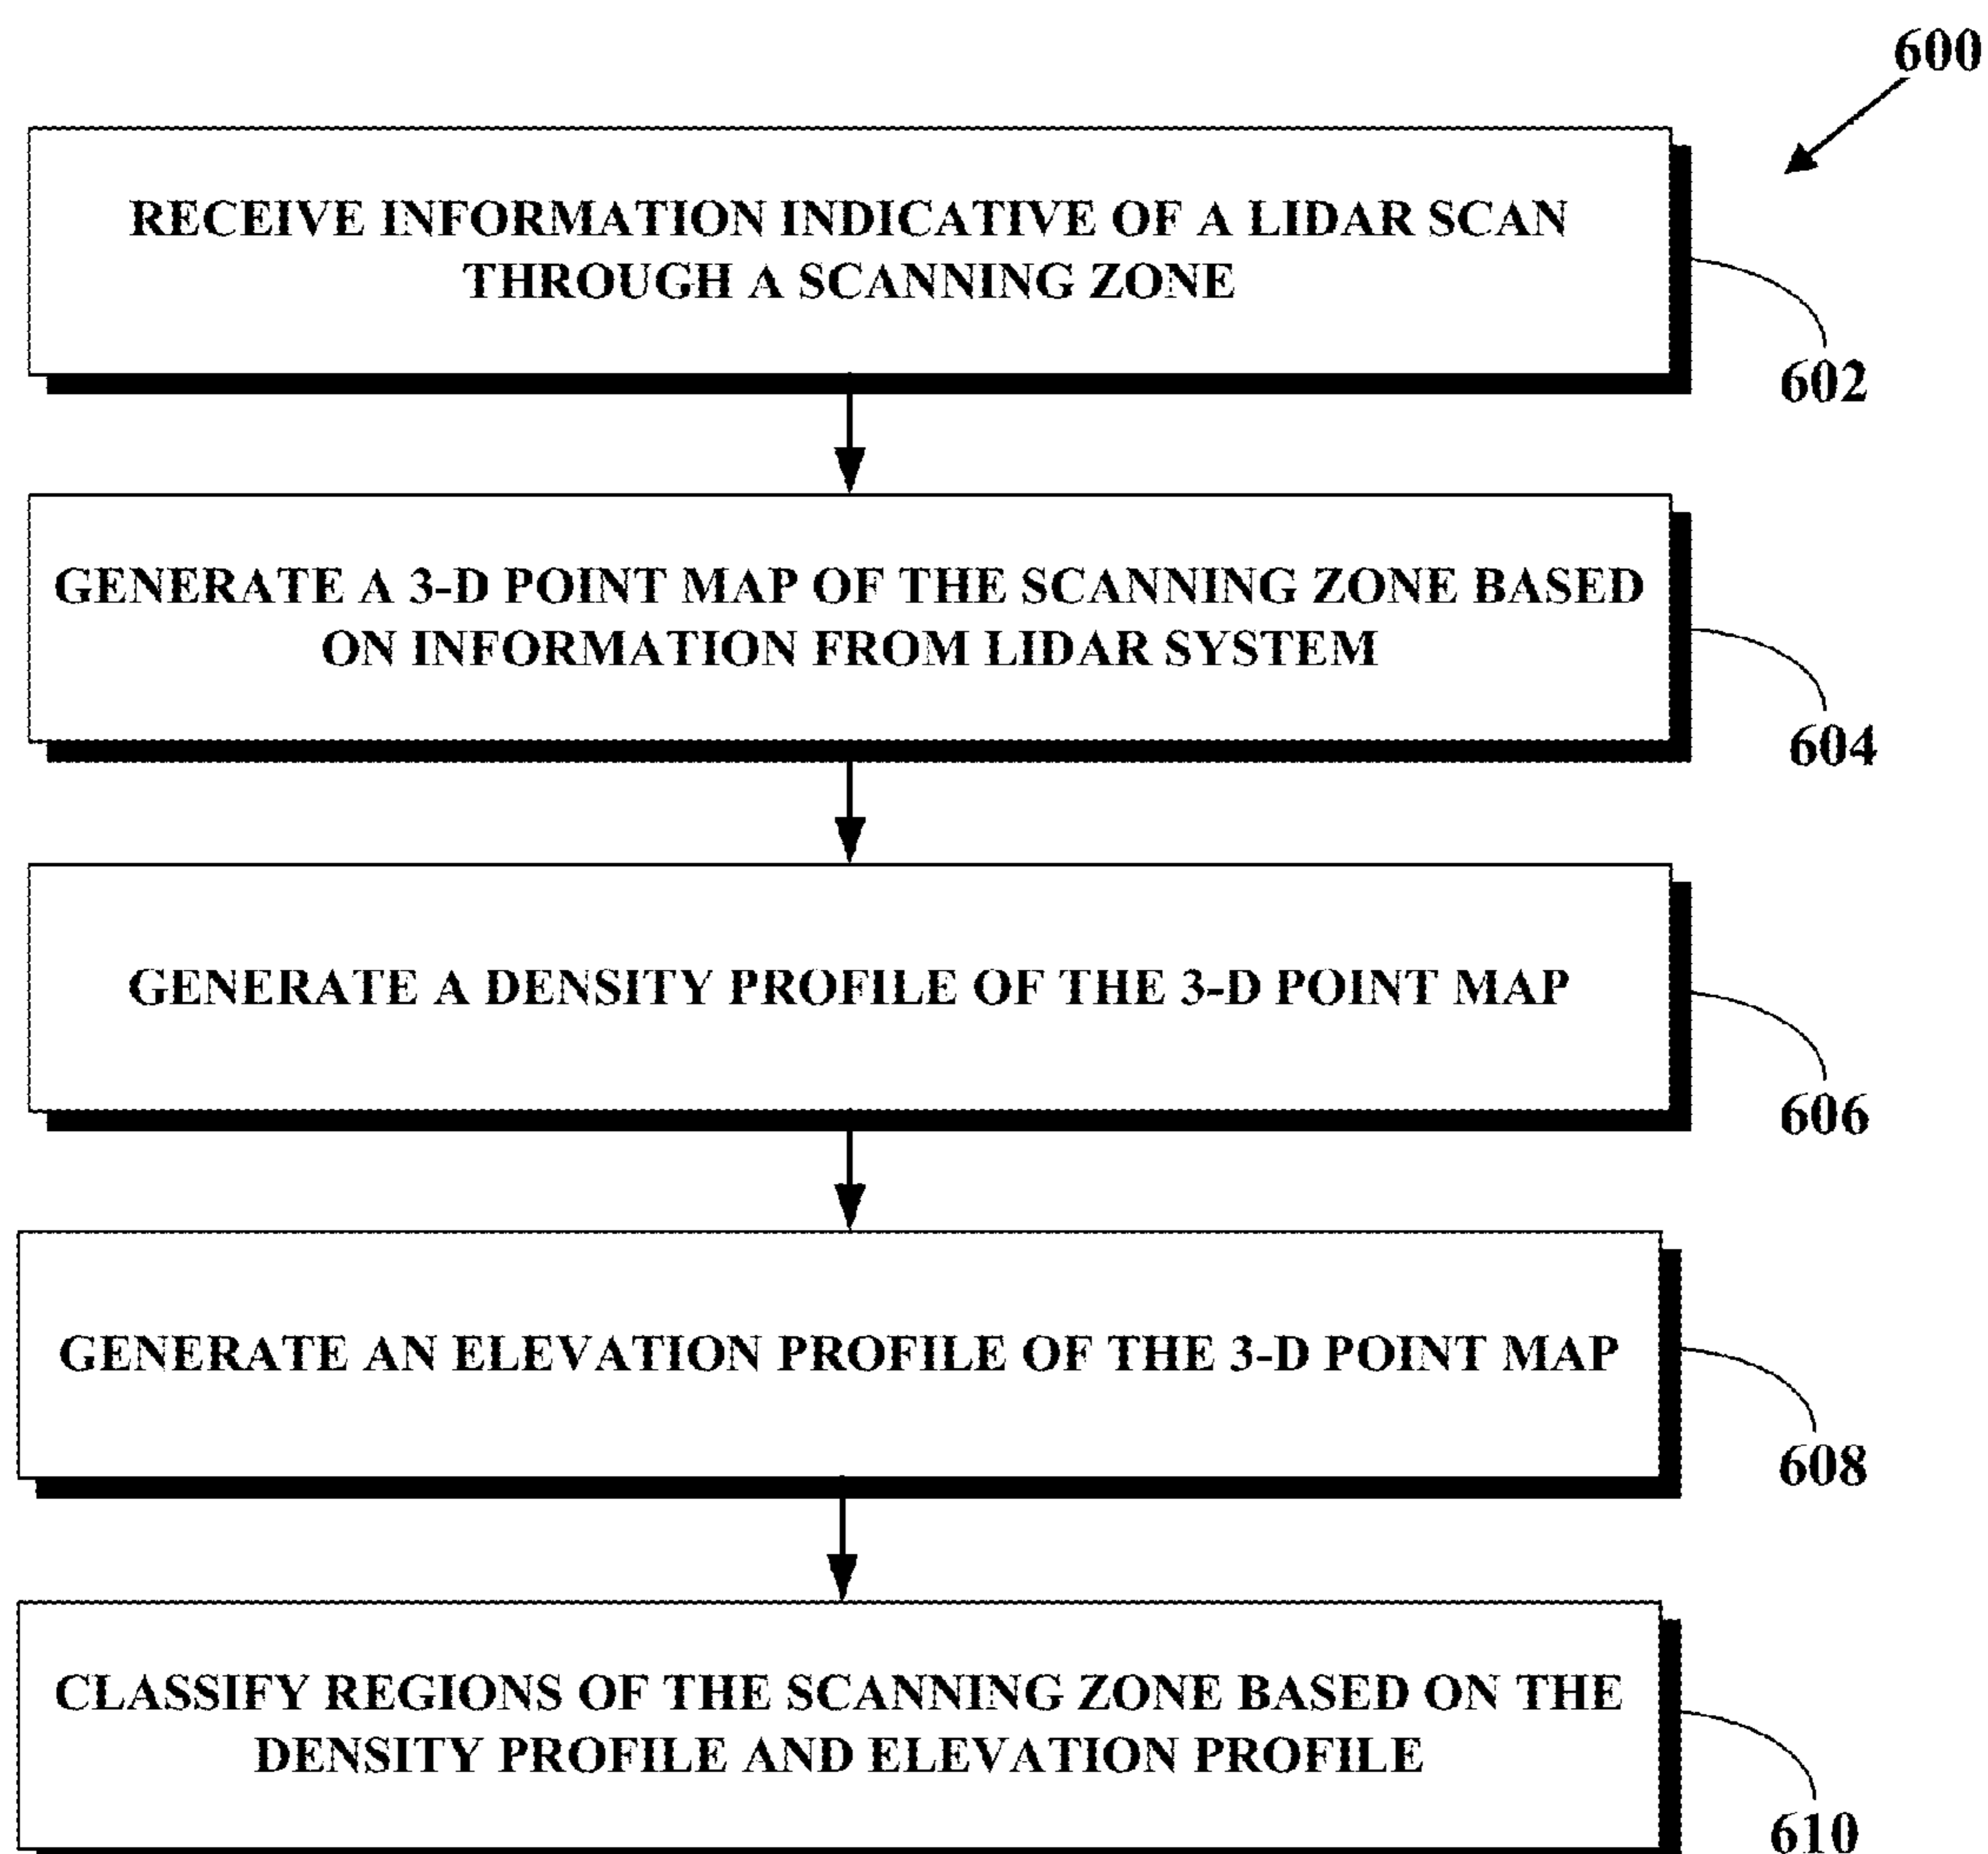 600
RECEIVE INFORMATION INDICATIVE OF A LIDAR SCAN
THROUGH A SCANNING ZONE
602
GENERATE A 3-D POINT MAP OF THE SCANNING ZONE BASED
ON INFORMATION FROM LIDAR SYSTEM
604
GENERATE A DENSITY PROFILE OF THE 3-D POINT MAP
606
GENERATE AN ELEVATION PROFILE OF THE 3-D POINT MAP
608
CLASSIFY REGIONS OF THE SCANNING ZONE BASED ON THE
DENSITY PROFILE AND ELEVATION PROFILE
610